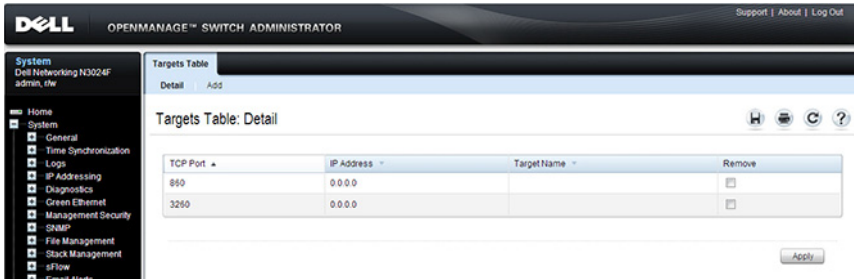 DELL OPENMANAGE™ SWITCH ADMINISTRATOR
Support | About | Log Out
System
Dell Networking N3024F
admin, r/w
Home
System
General
Time Synchronization
Logs
IP Addressing
Diagnostics
Green Ethernet
Management Security
SNMP
File Management
Stack Management
sFlow
Email Alerts
Targets Table
Detail Add
Targets Table: Detail
TCP Port IP Address Target Name Remove
860 0.0.0.0
3260 0.0.0.0
Apply